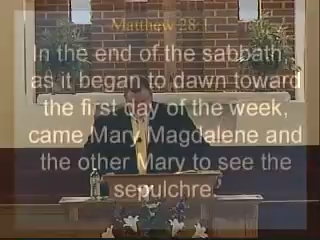 Matthew 28:1
In the end of the sabbath,
as it began to dawn toward
the first day of the week,
came Mary Magdalene and
the other Mary to see the
sepulchre.